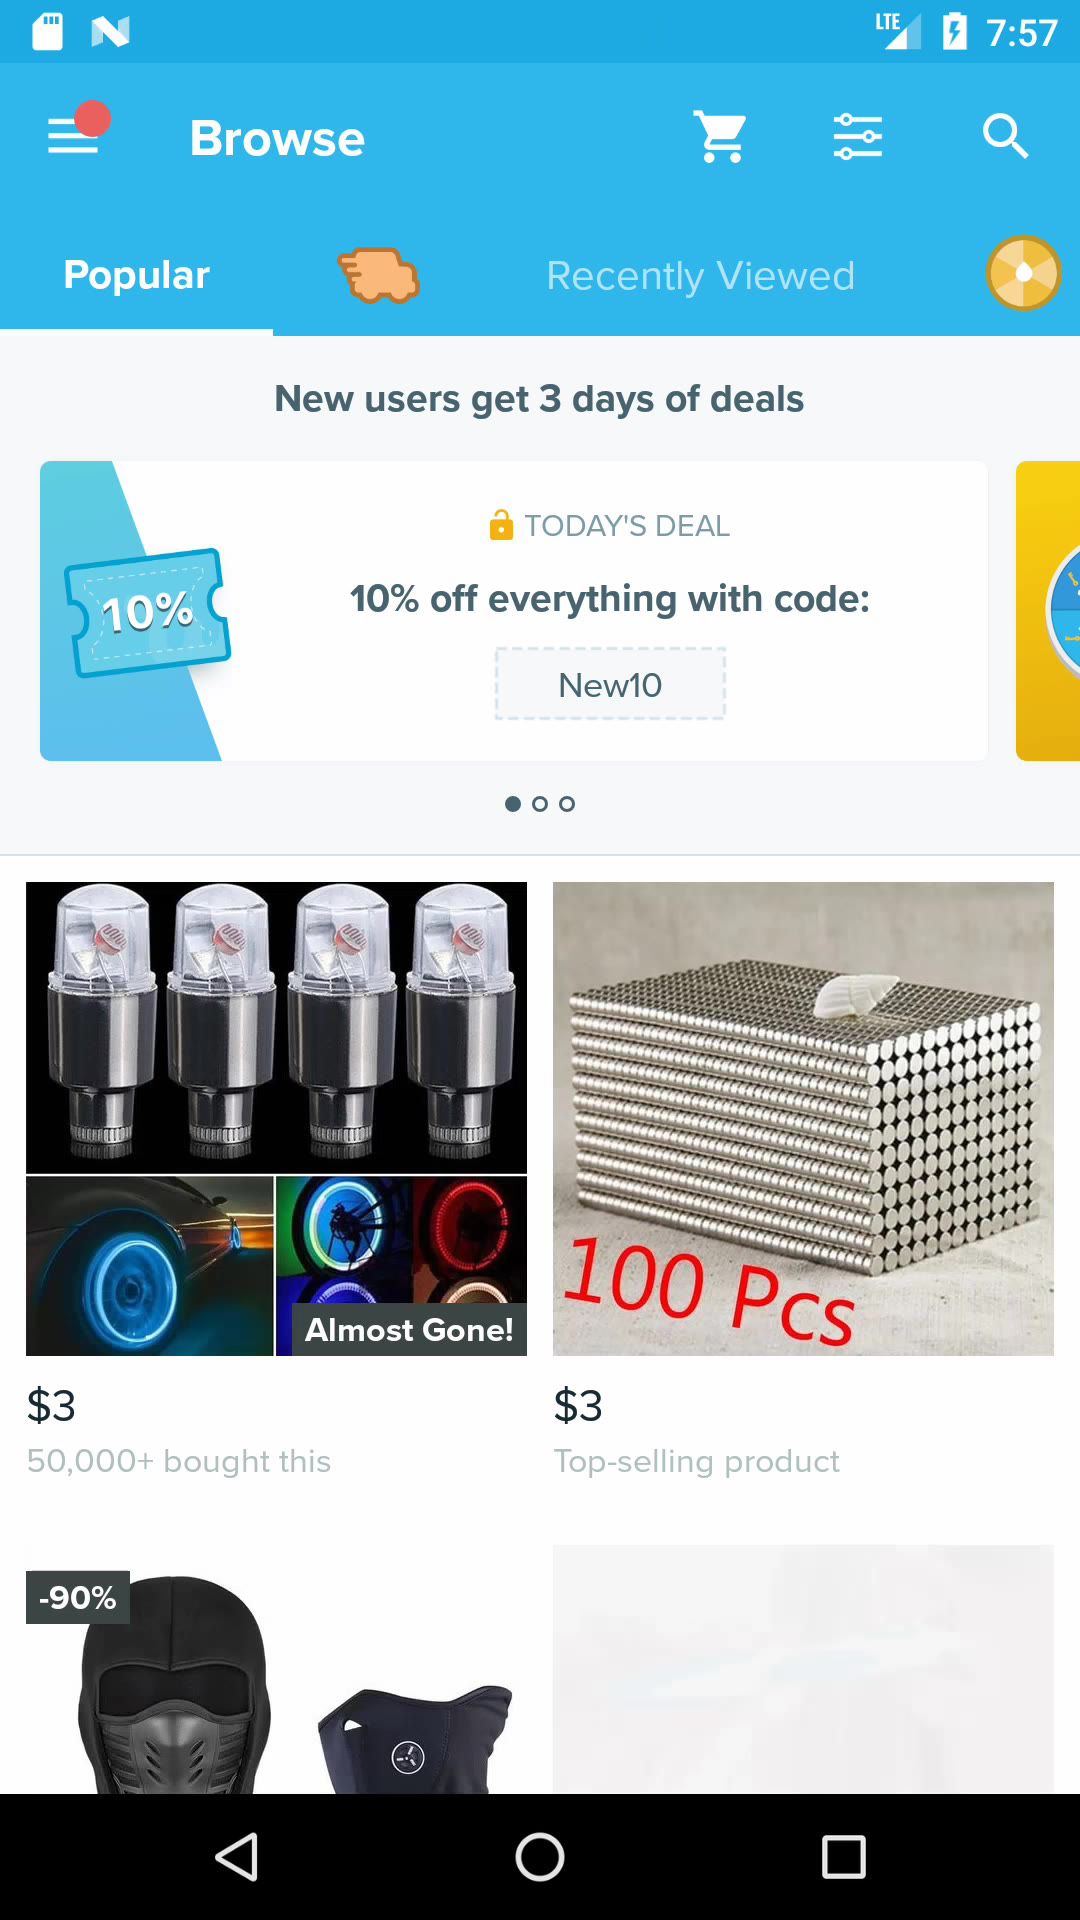 LTE 7:57
Browse
Popular
Recently Viewed
New users get 3 days of deals
TODAY'S DEAL
10%
10% off everything with code:
New10
Almost Gone!
100 Pcs
$3
$3
50,000+ bought this
Top-selling product
-90%